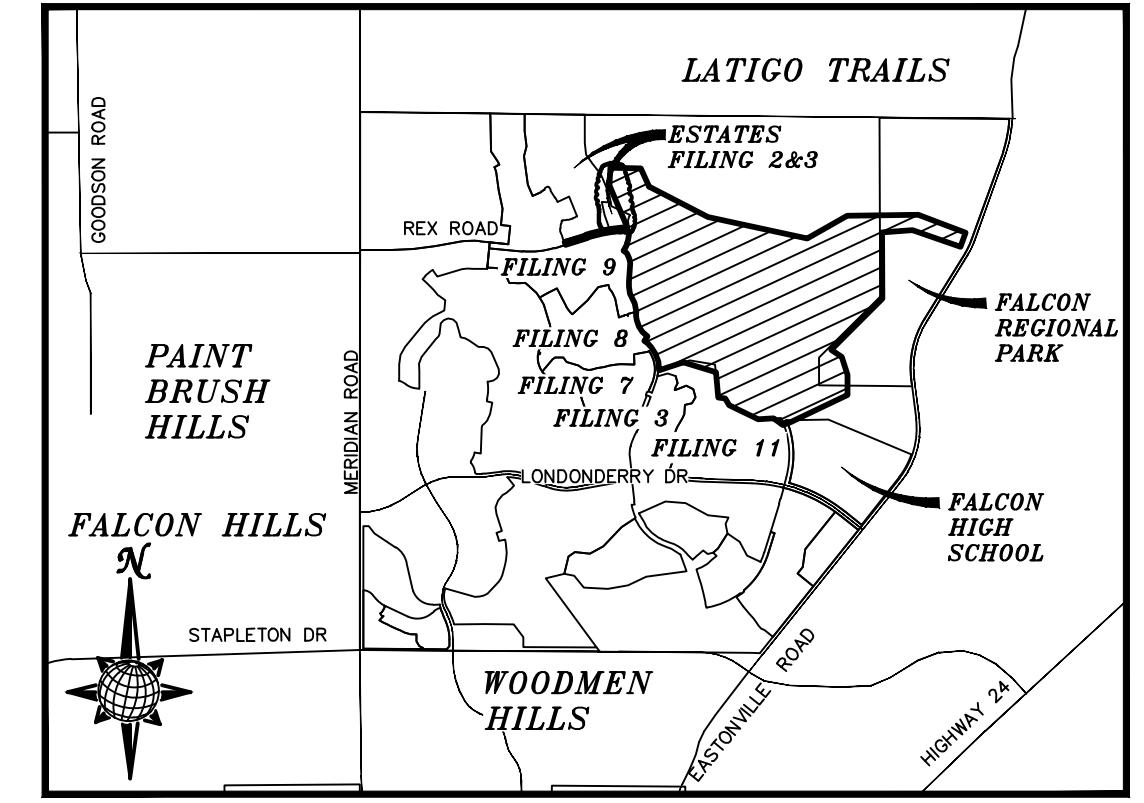 LATIGO TRAILS
GOODSON ROAD
ESTATES
FILING 2&3
REX ROAD
FILING 9
FALCON
REGIONAL
PARK
FILING 8
PAINT
BRUSH
HILLS
MERIDIAN ROAD
FILING 7
FILING 3
FILING 11
LONDONDERRY DR
FALCON HILLS
FALCON
HIGH
SCHOOL
N
STAPLETON DR
WOODMEN
HILLS
EASTONVILLE ROAD
HIGHWAY 24